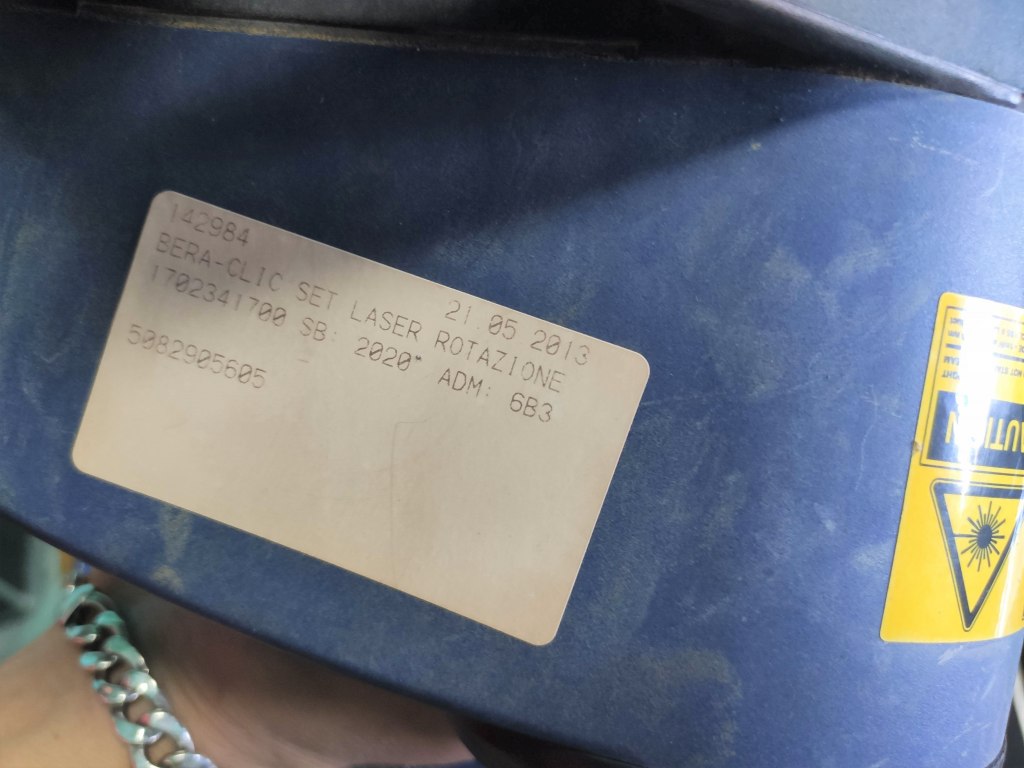 142984 21.05 2013
BERA-CLIC SET LASER ROTAZIONE
1702341700 SB: 2020* ADM: 6B3
5082905605
CAUTION